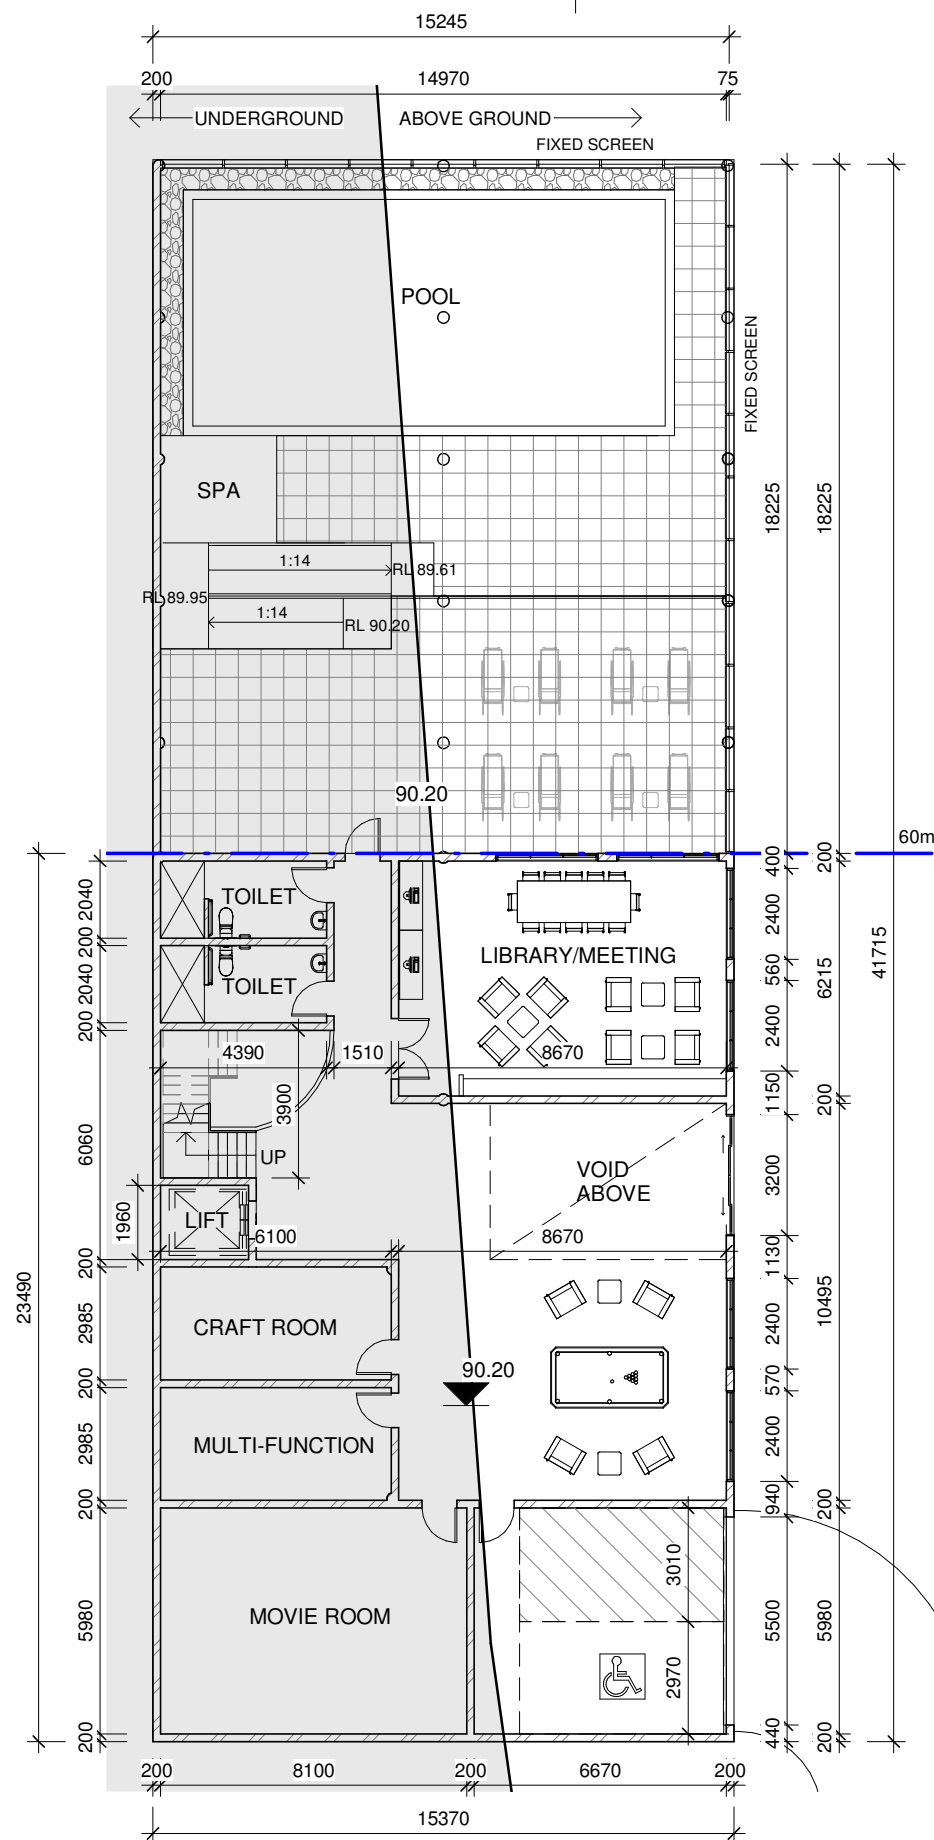 15245
200 14970 75
UNDERGROUND ABOVE GROUND
FIXED SCREEN
POOL
FIXED SCREEN
SPA
18225
18225
1:14
RL 89.61
RL 89.95
1:14
RL 90.20
90.20
60m
400
200
2040
TOILET
2400
LIBRARY/MEETING
200
560
6215
41715
2040
TOILET
2400
200
4390 1510 8670
1150
200
3900
6060
UP
VOID
ABOVE
3200
1960
LIFT
6100 8670
1130
200
23490
2985
CRAFT ROOM
2400
10495
200
90.20
570
2985
MULTI-FUNCTION
2400
200
940
200
3010
5980
MOVIE ROOM
5500
5980
2970
200
440
200
200 8100 200 6670 200
15370